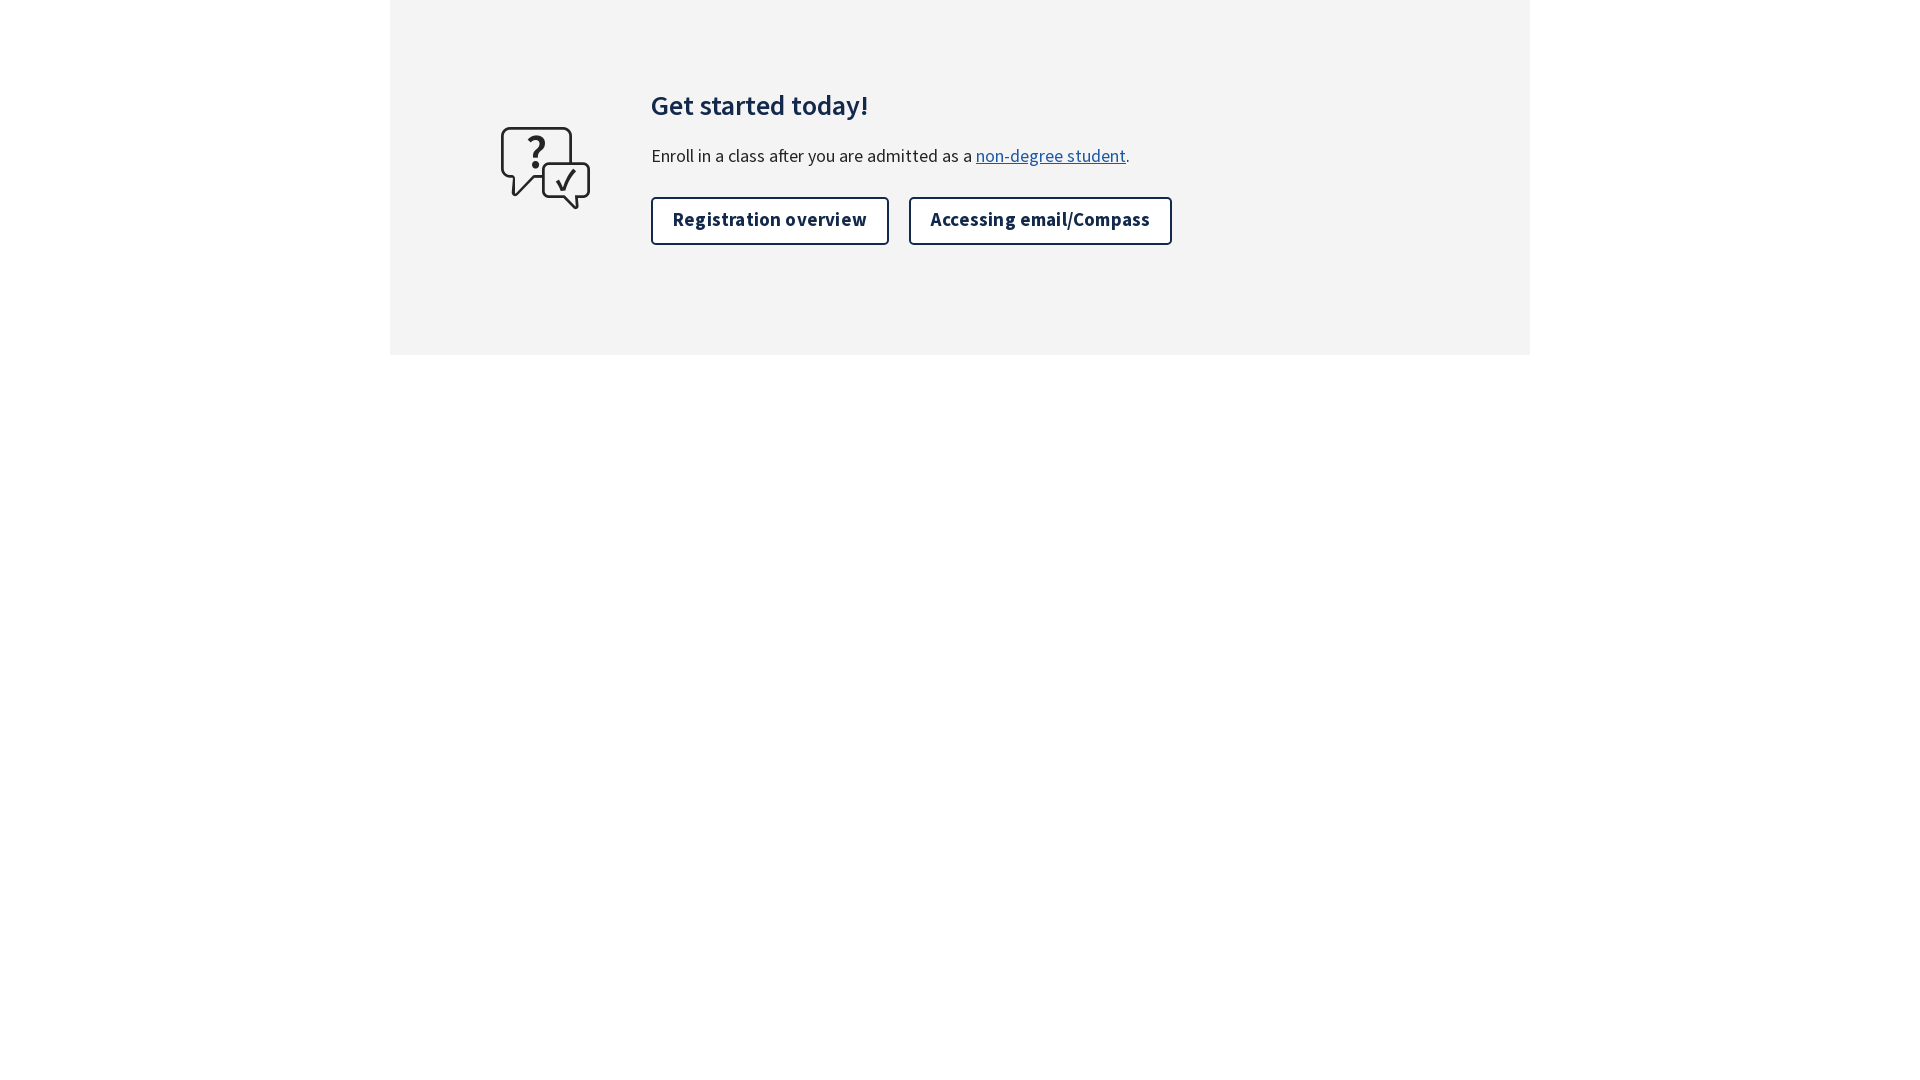 Get started today!
Enroll in a class after you are admitted as a non-degree student.
Registration overview
Accessing email/Compass